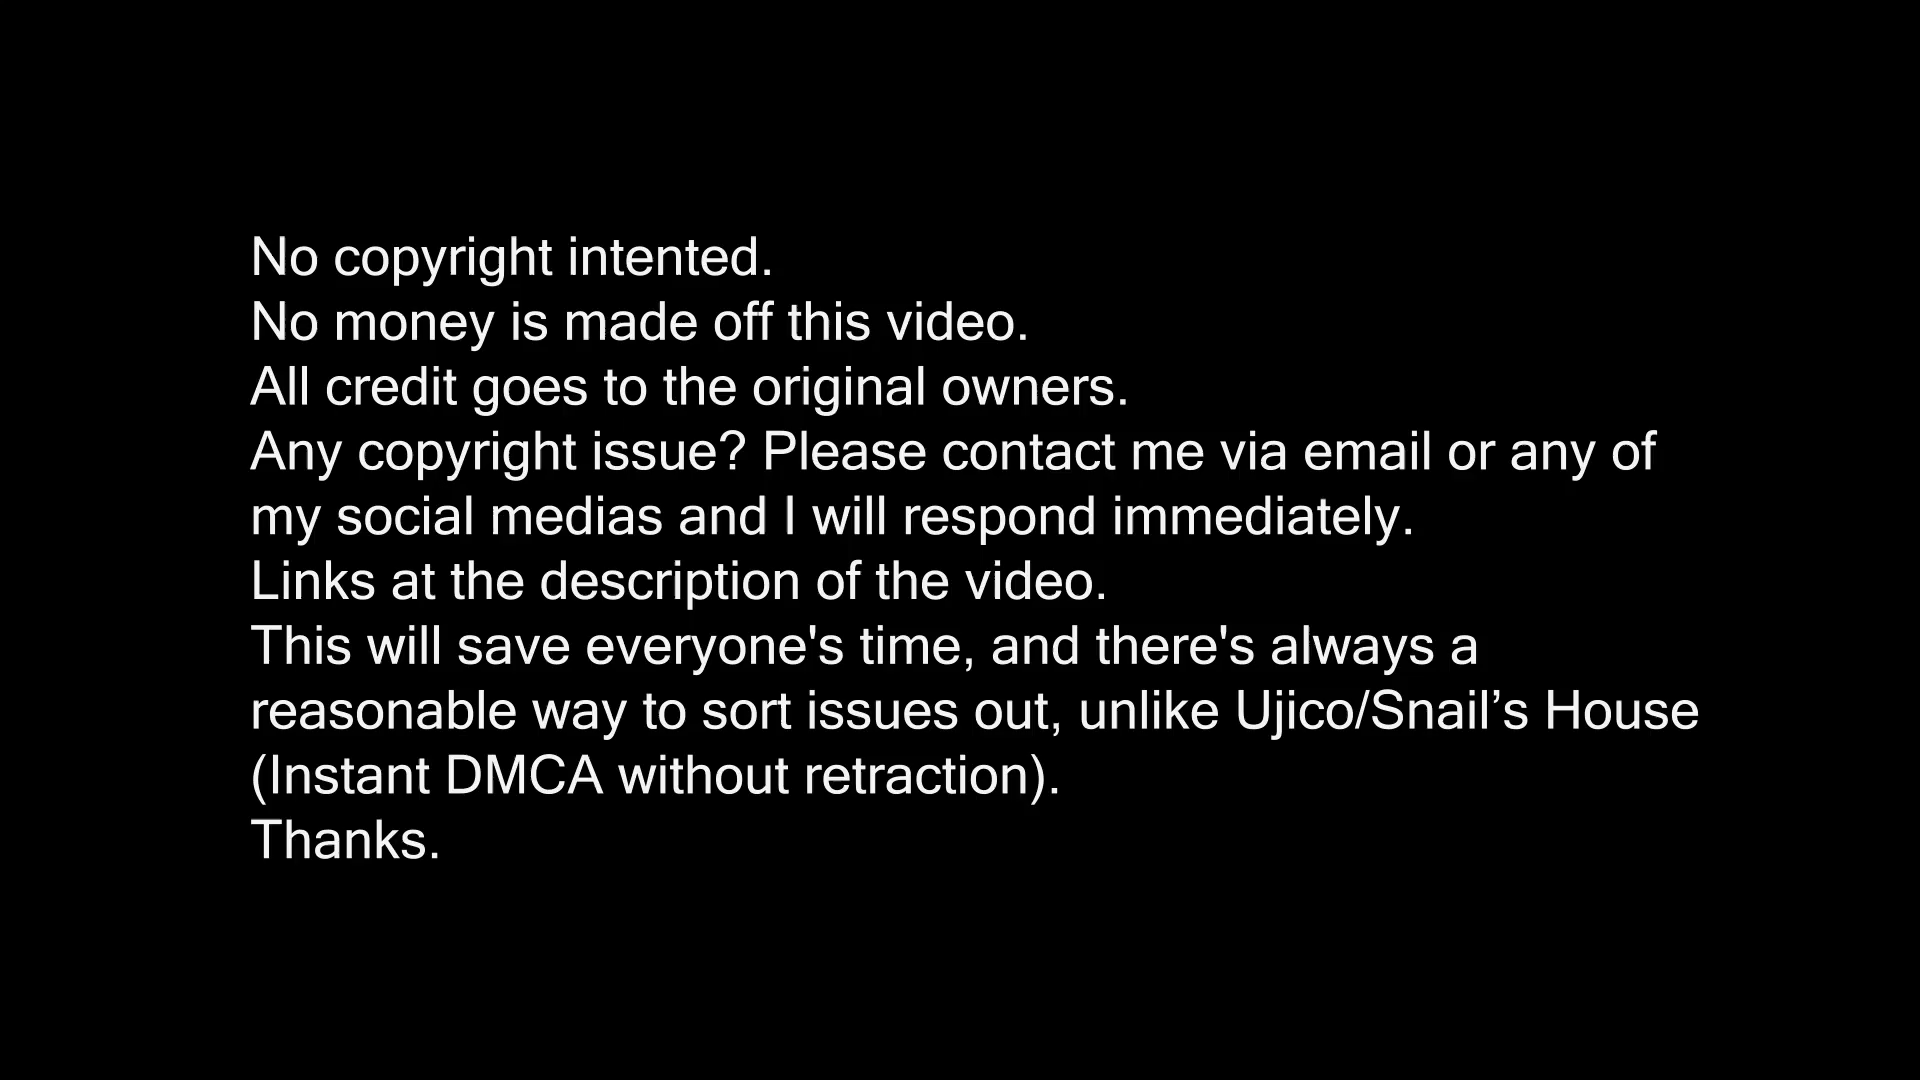 No copyright intented.
No money is made off this video.
All credit goes to the original owners.
Any copyright issue? Please contact me via email or any of
my social medias and I will respond immediately.
Links at the description of the video.
This will save everyone's time, and there's always a
reasonable way to sort issues out, unlike Ujico/Snail’s House
(Instant DMCA without retraction).
Thanks.